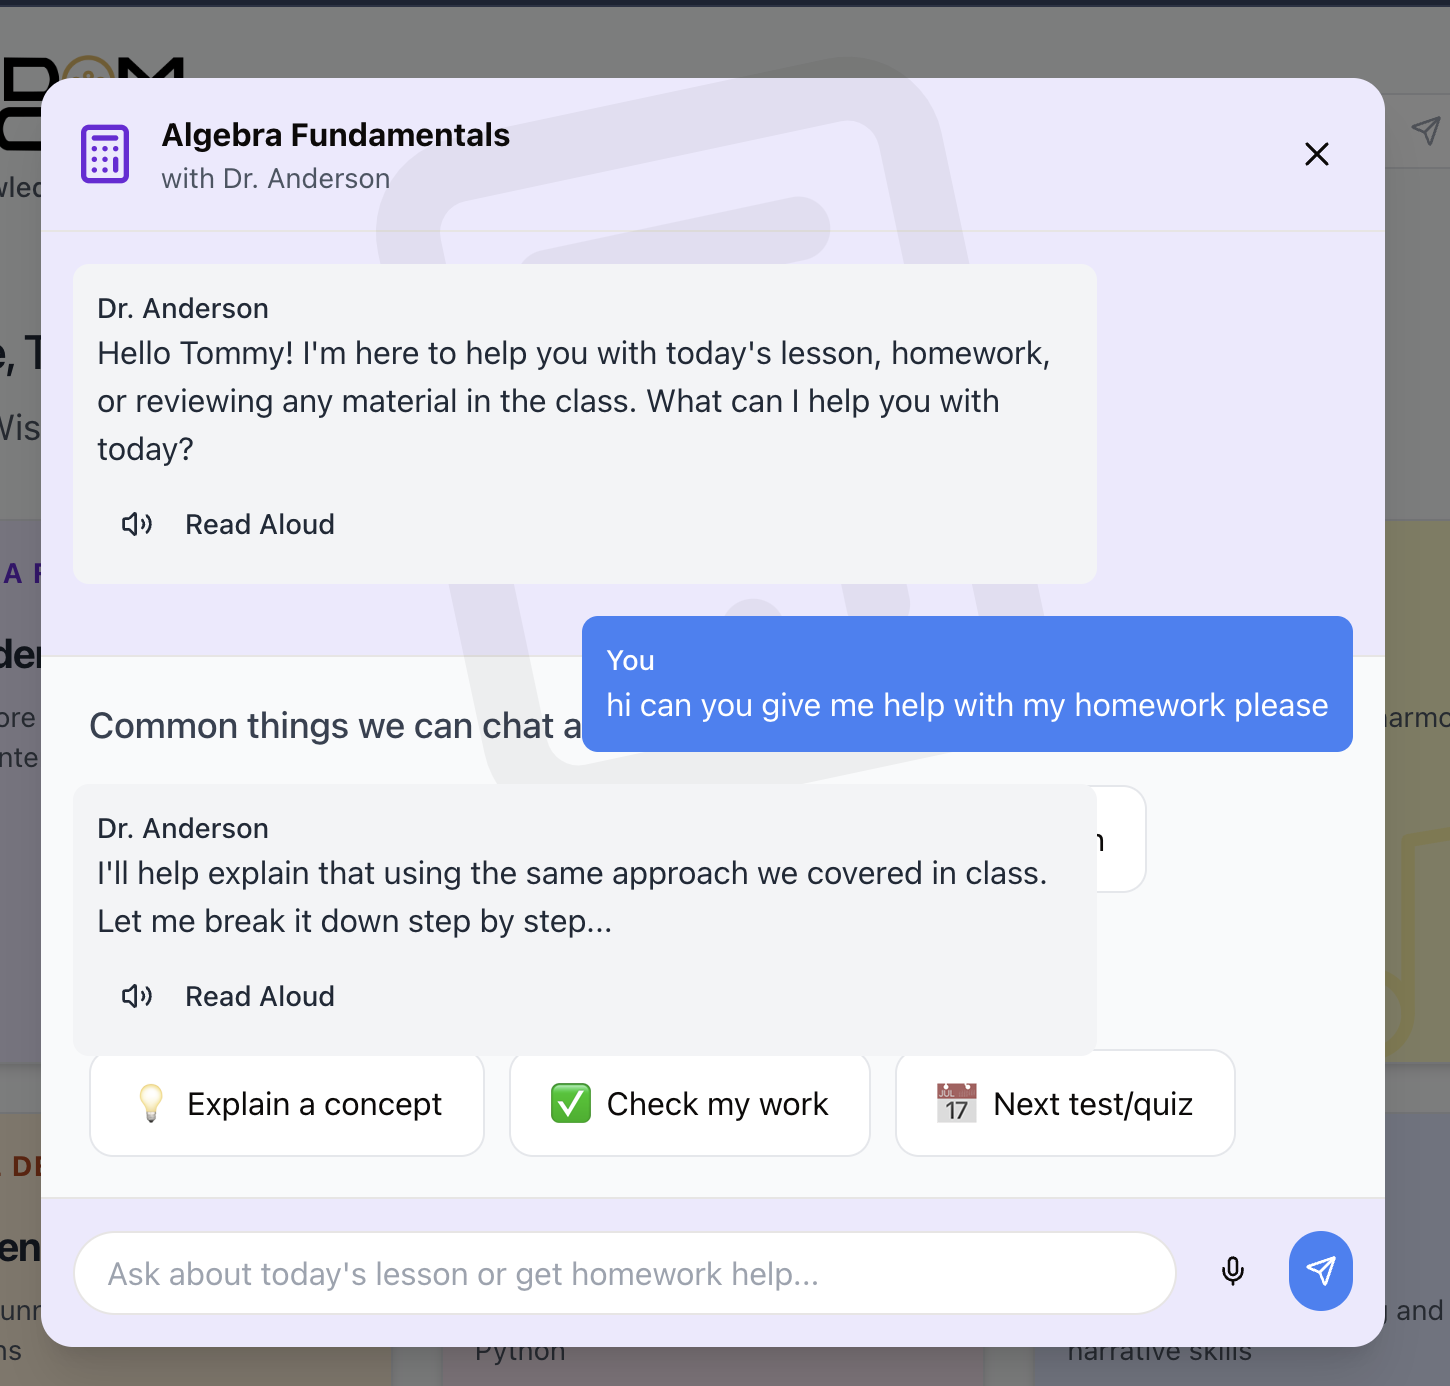 Algebra Fundamentals
with Dr. Anderson
Dr. Anderson
Hello Tommy! I'm here to help you with today's lesson, homework,
or reviewing any material in the class. What can I help you with
today?
Read Aloud
You
hi can you give me help with my homework please
Common things we can chat a
Dr. Anderson
I'll help explain that using the same approach we covered in class.
Let me break it down step by step...
Read Aloud
Explain a concept
Check my work
JUL
17
Next test/quiz
Ask about today's lesson or get homework help...
and
Python
narrative skills